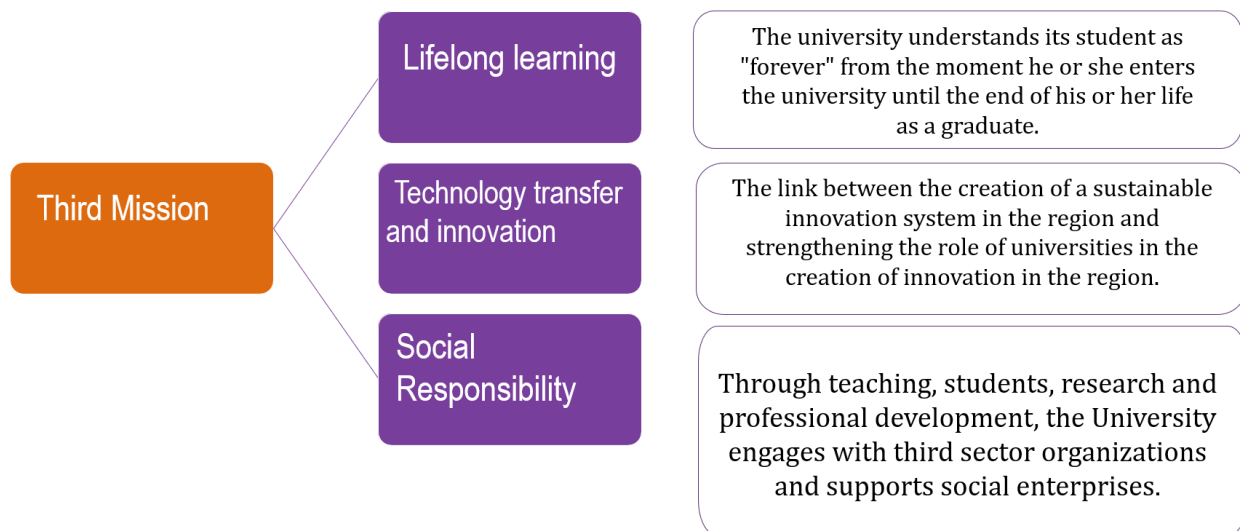 Third Mission
Lifelong learning
The university understands its student as
"forever" from the moment he or she enters
the university until the end of his or her life
as a graduate.
Technology transfer
and innovation
The link between the creation of a sustainable
innovation system in the region and
strengthening the role of universities in the
creation of innovation in the region.
Social
Responsibility
Through teaching, students, research and
professional development, the University
engages with third sector organizations
and supports social enterprises.